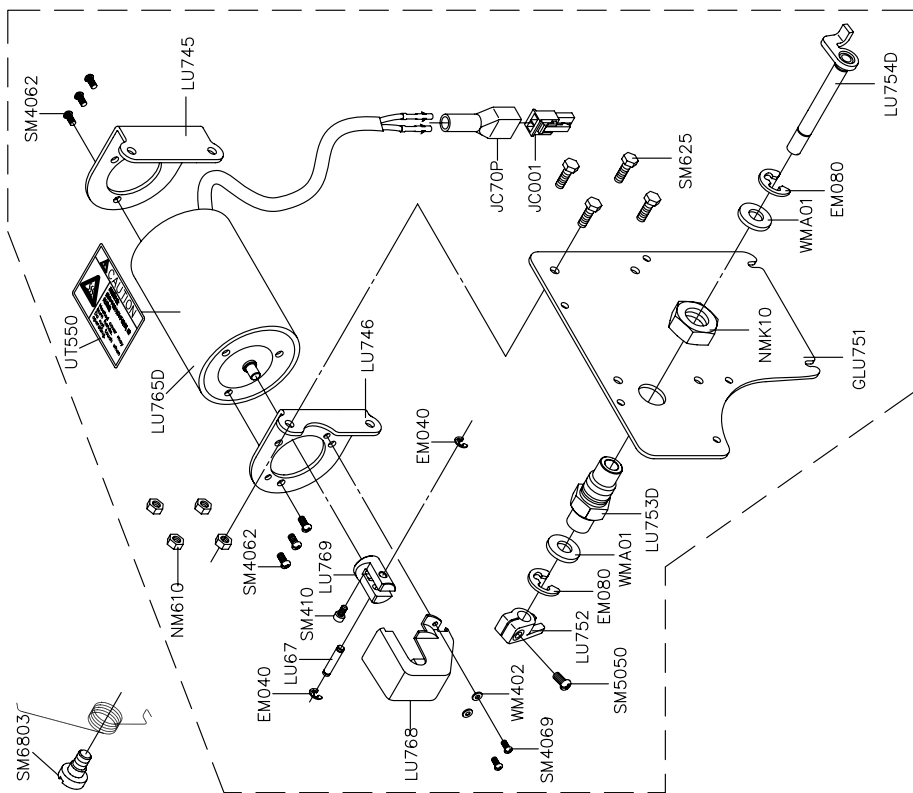 SM4062
LU745
UT550
CAUTION
LU765D
LU746
JC70P
JC001
SM625
LU754D
EM080
WMA01
NMK10
GLU751
EM040
NM610
SM4062
LU769
SM410
LU67
EM040
LU768
WM402
SM4069
LU753D
WMA01
EM080
LU752
SM5050
SM6803